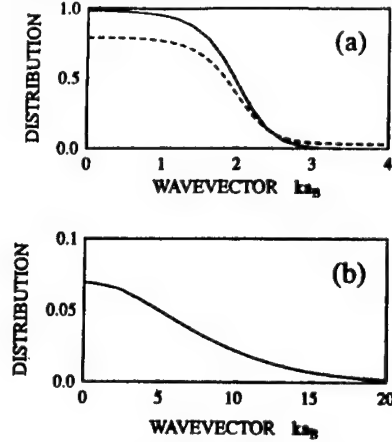 (a)
DISTRIBUTION
1.0
0.5
0.0
0 1 2 3 4
WAVEVECTOR ka_B
(b)
DISTRIBUTION
0.1
0.05
0.0
0 5 10 15 20
WAVEVECTOR ka_B